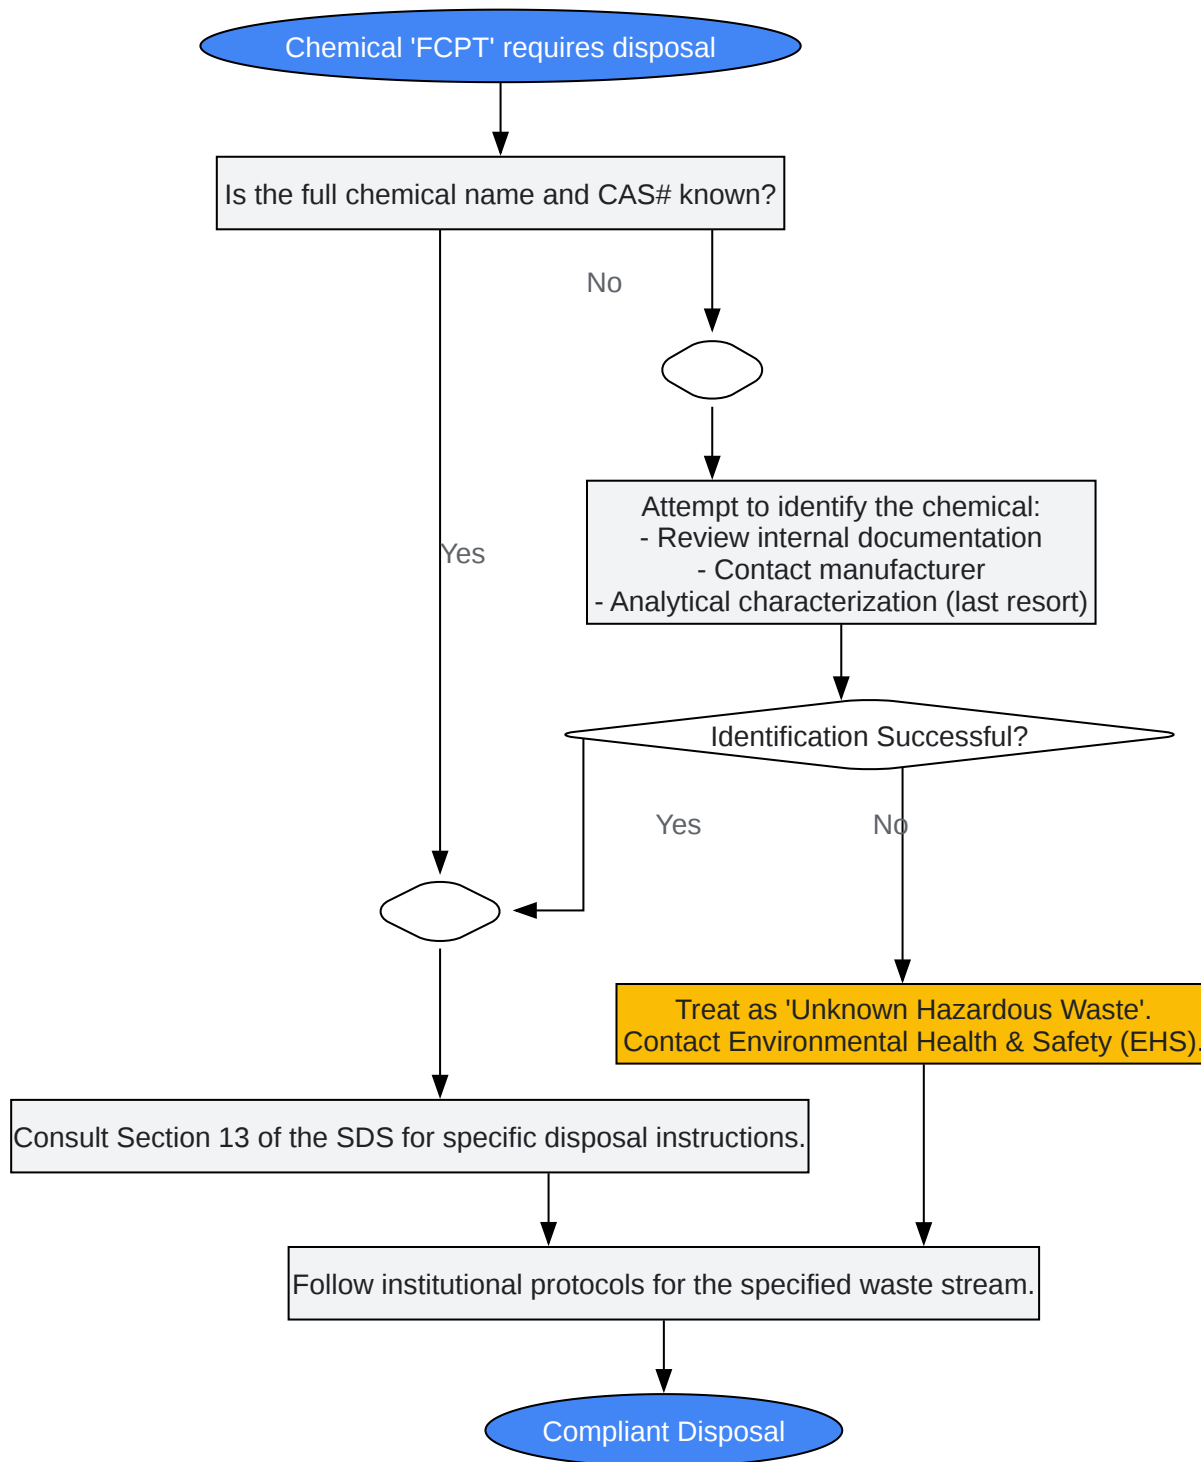 Chemical 'FCPT' requires disposal
Is the full chemical name and CAS# known?
No
Yes
Attempt to identify the chemical:
- Review internal documentation
- Contact manufacturer
- Analytical characterization (last resort)
Identification Successful?
Yes
No
Treat as 'Unknown Hazardous Waste'.
Contact Environmental Health & Safety (EHS).
Consult Section 13 of the SDS for specific disposal instructions.
Follow institutional protocols for the specified waste stream.
Compliant Disposal